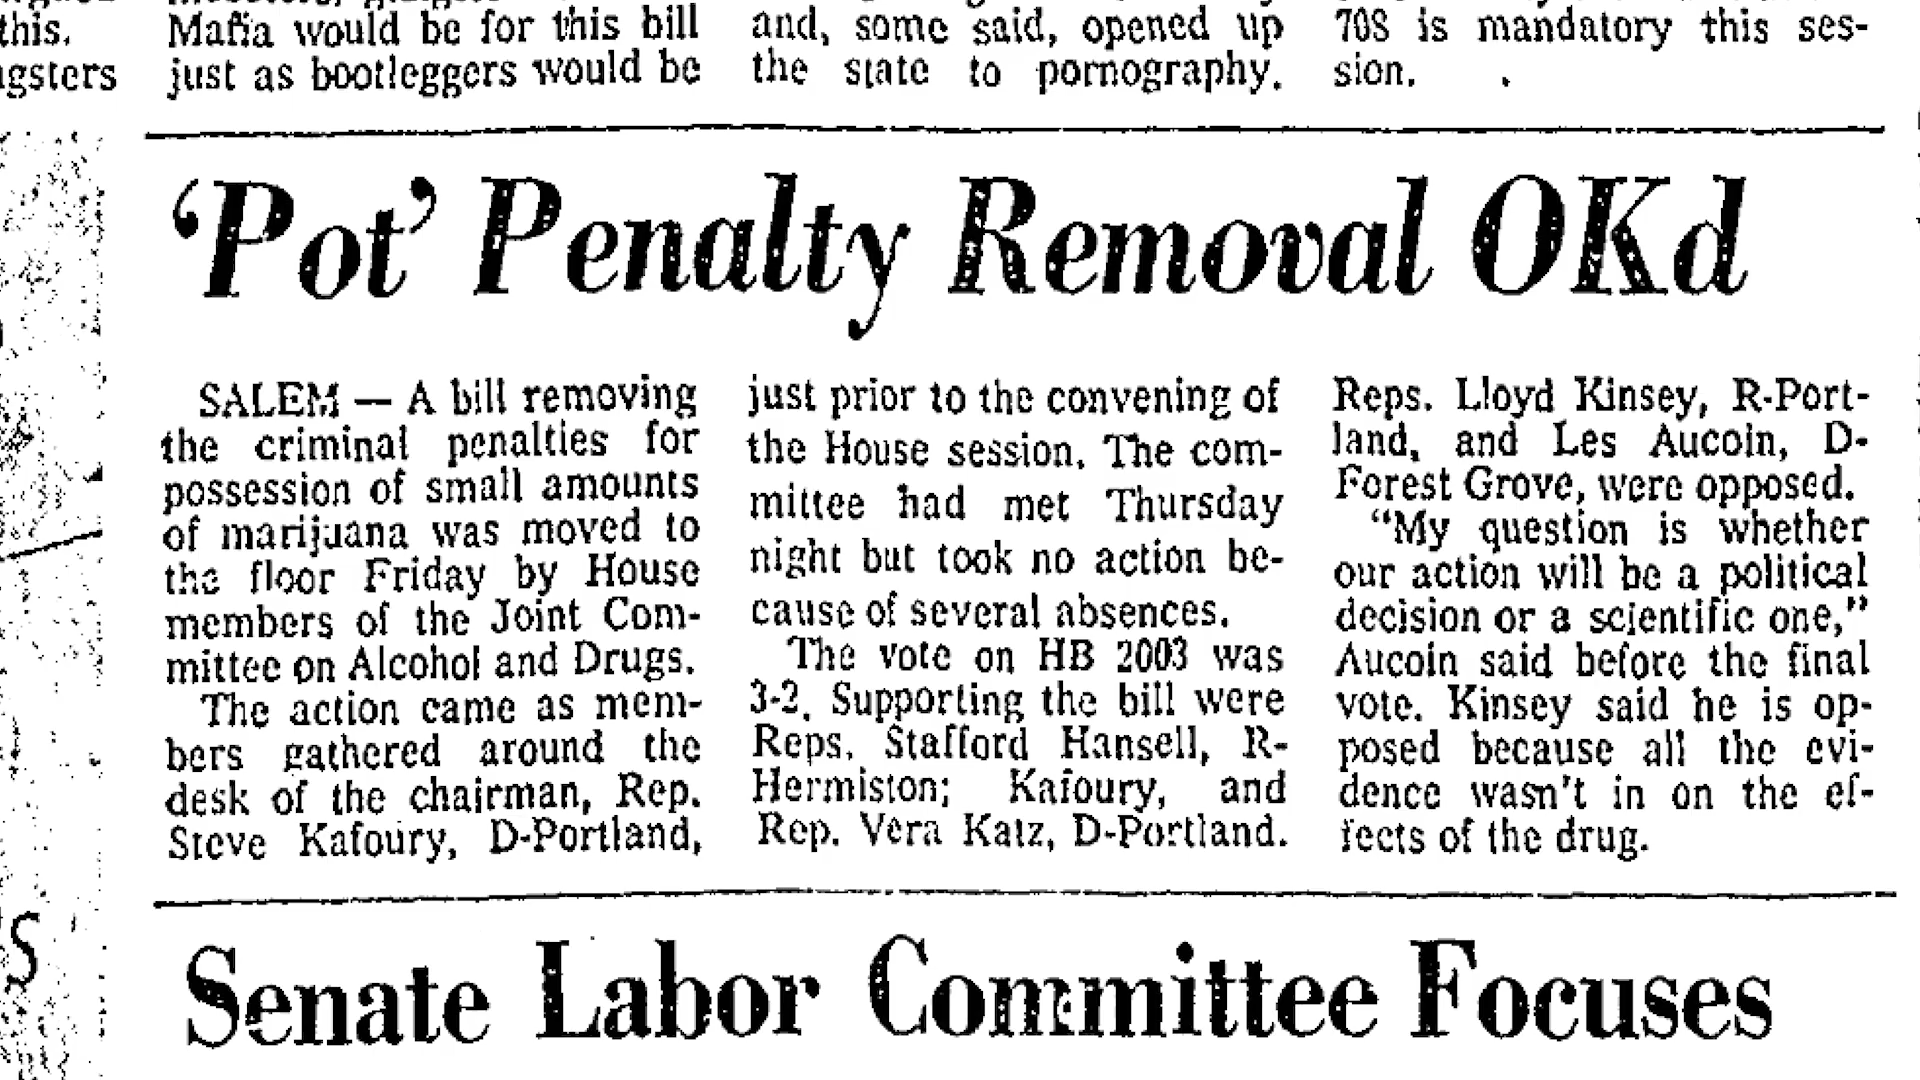 this.
gsters
Mafia would be for this bill
just as bootleggers would be
and, some said, opened up
the state to pornography.
70S is mandatory this ses-
sion.
‘Pot’ Penalty Removal OKd
SALEM — A bill removing
the criminal penalties for
possession of small amounts
of marijuana was moved to
the floor Friday by House
members of the Joint Com-
mittee on Alcohol and Drugs.
The action came as mem-
bers gathered around the
desk of the chairman, Rep.
Steve Kafoury, D-Portland,
just prior to the convening of
the House session. The com-
mittee had met Thursday
night but took no action be-
cause of several absences.
The vote on HB 2003 was
3-2. Supporting the bill were
Reps. Stafford Hansell, R-
Hermiston; Kafoury, and
Rep. Vera Katz, D-Portland.
Reps. Lloyd Kinsey, R-Port-
land, and Les Aucoin, D-
Forest Grove, were opposed.
"My question is whether
our action will be a political
decision or a scientific one,"
Aucoin said before the final
vote. Kinsey said he is op-
posed because all the evi-
dence wasn't in on the ef-
fects of the drug.
Senate Labor Committee Focuses